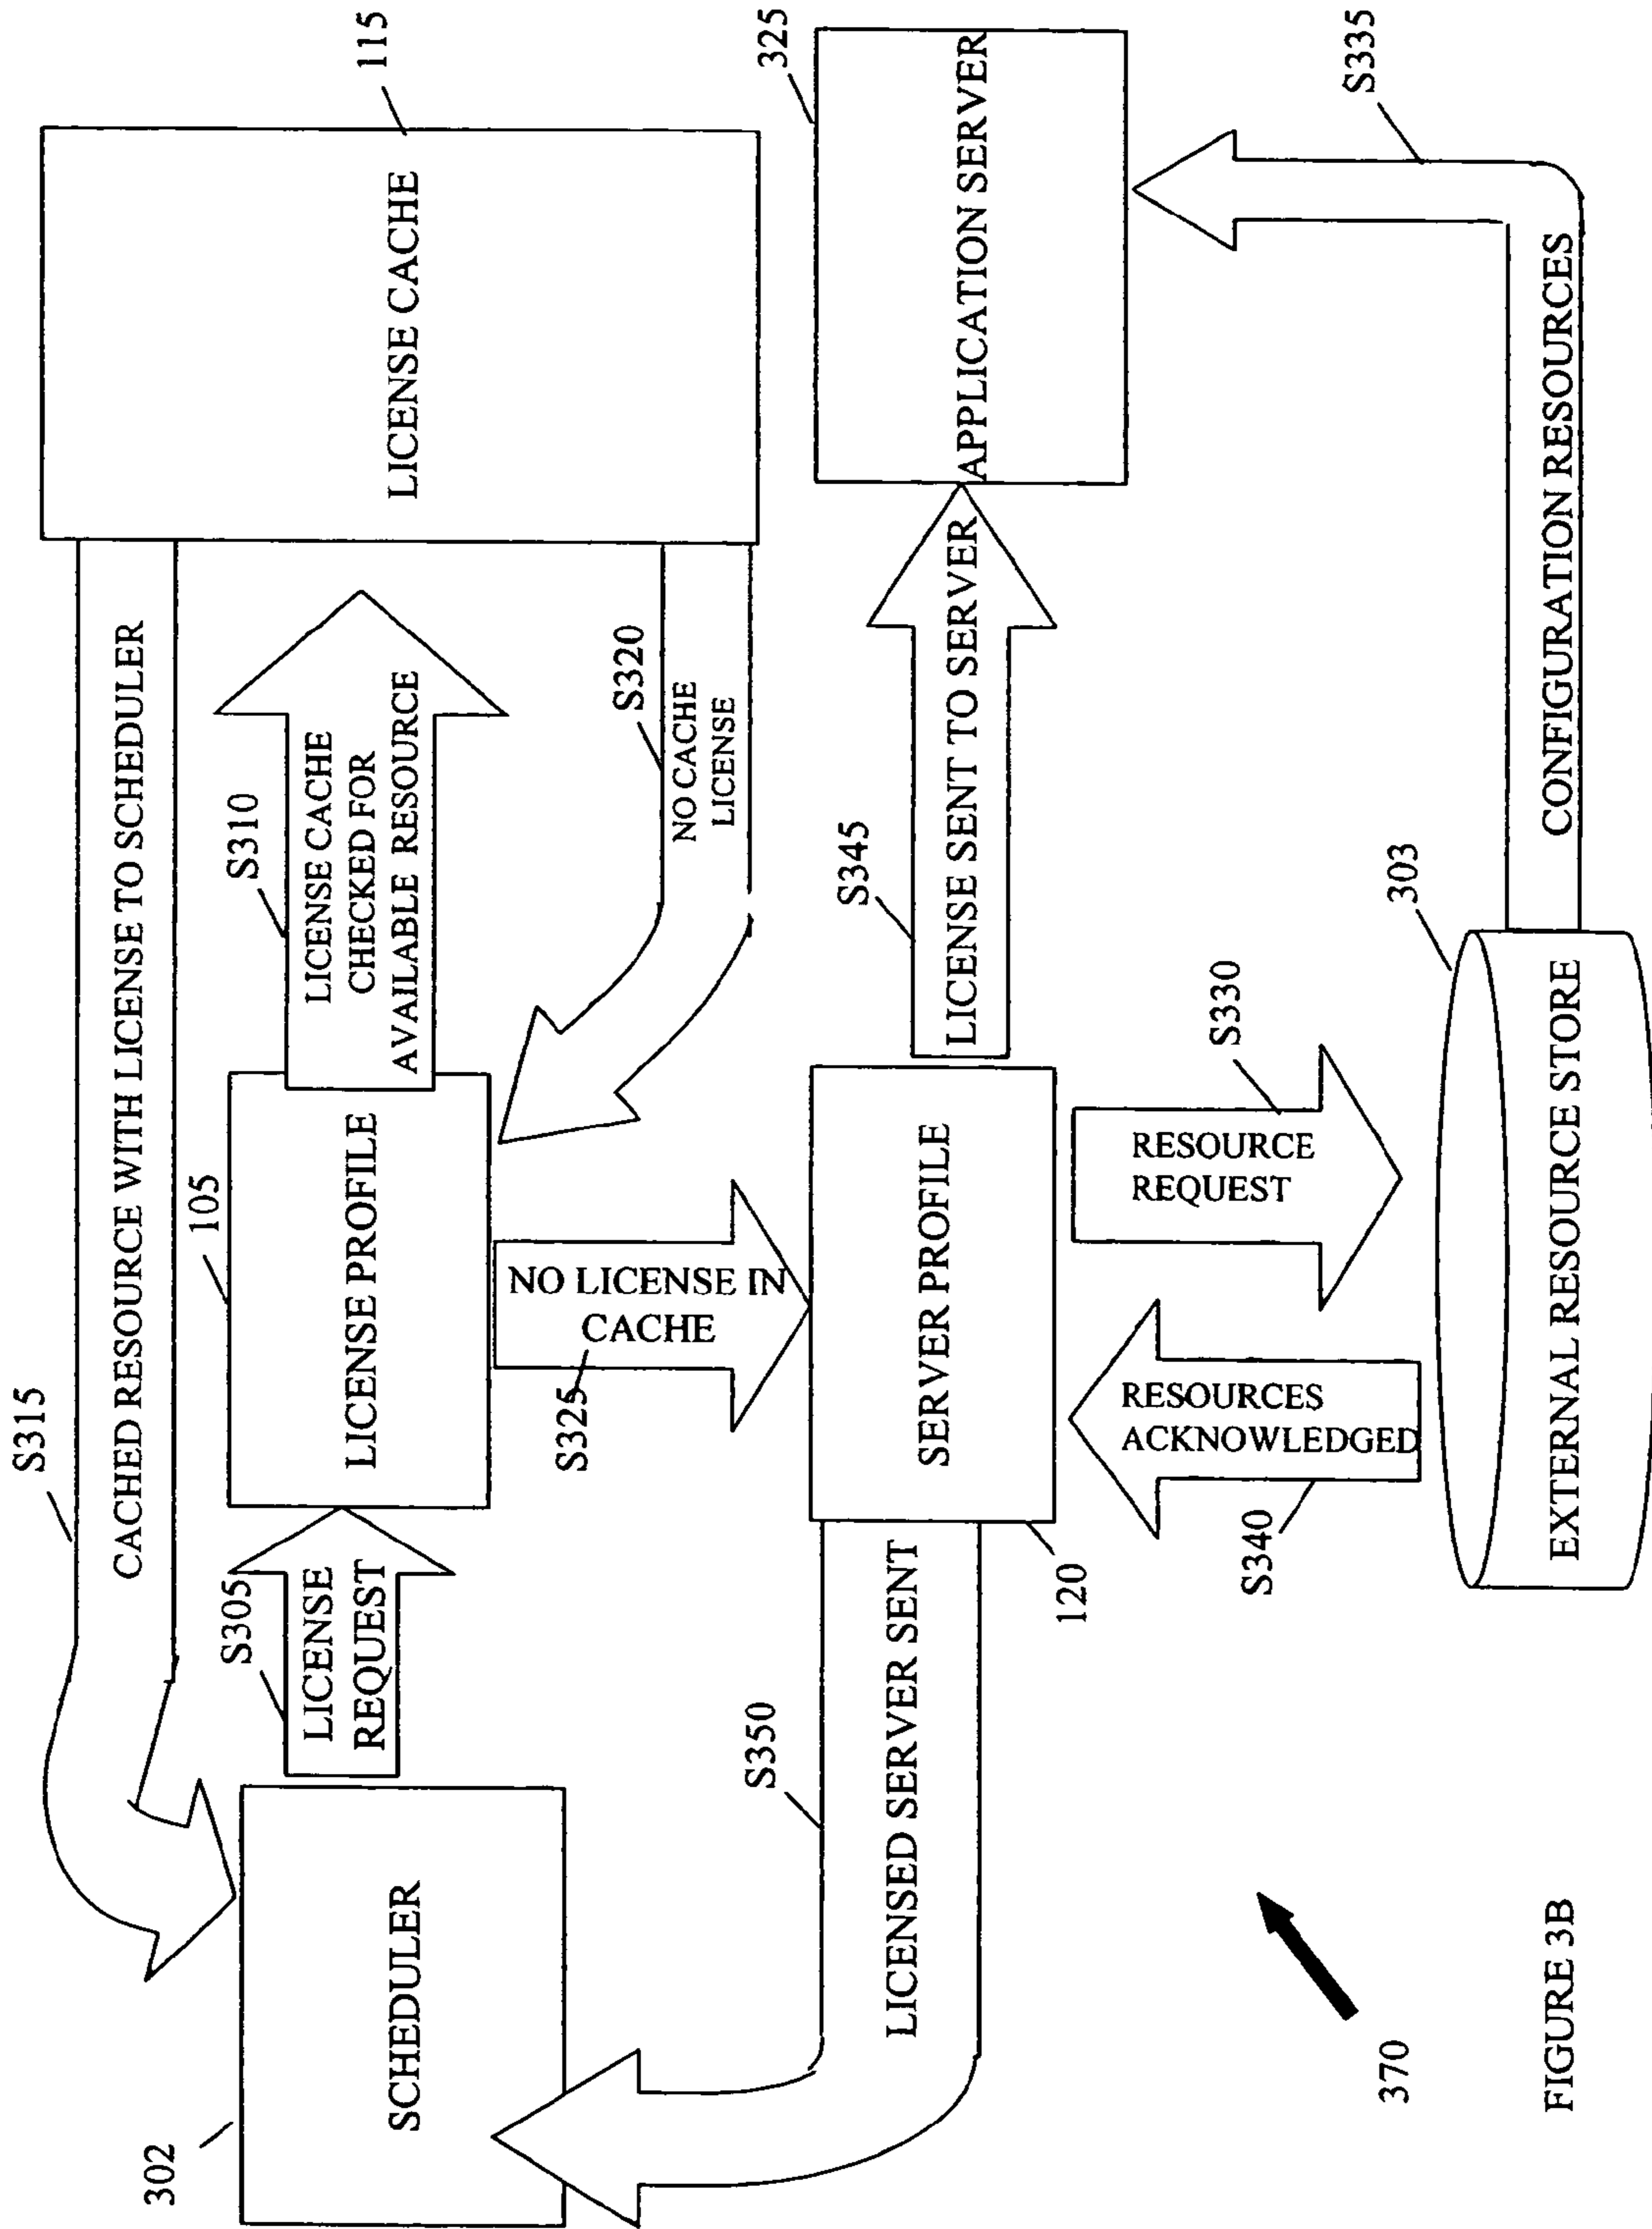 S315
CACHED RESOURCE WITH LICENSE TO SCHEDULER
115
302
SCHEDULER
S305
LICENSE
REQUEST
105
LICENSE PROFILE
S310
LICENSE CACHE
CHECKED FOR
AVAILABLE RESOURCE
LICENSE CACHE
S320
NO CACHE
LICENSE
S325
NO LICENSE IN
CACHE
S350
LICENSED SERVER SENT
120
SERVER PROFILE
S345
LICENSE SENT TO SERVER
325
APPLICATION SERVER
S340
RESOURCES
ACKNOWLEDGED
RESOURCE
REQUEST
S330
S335
303
EXTERNAL RESOURCE STORE
CONFIGURATION RESOURCES
370
FIGURE 3B